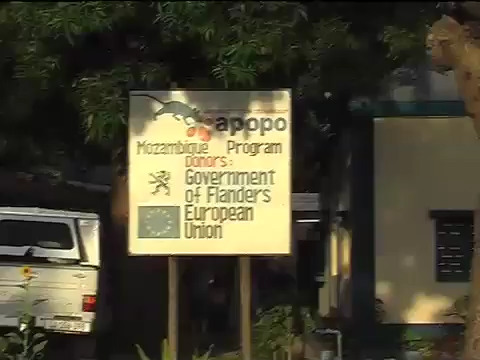 apopo
Mozambique Program
Donors:
Government
of Flanders
European
Union